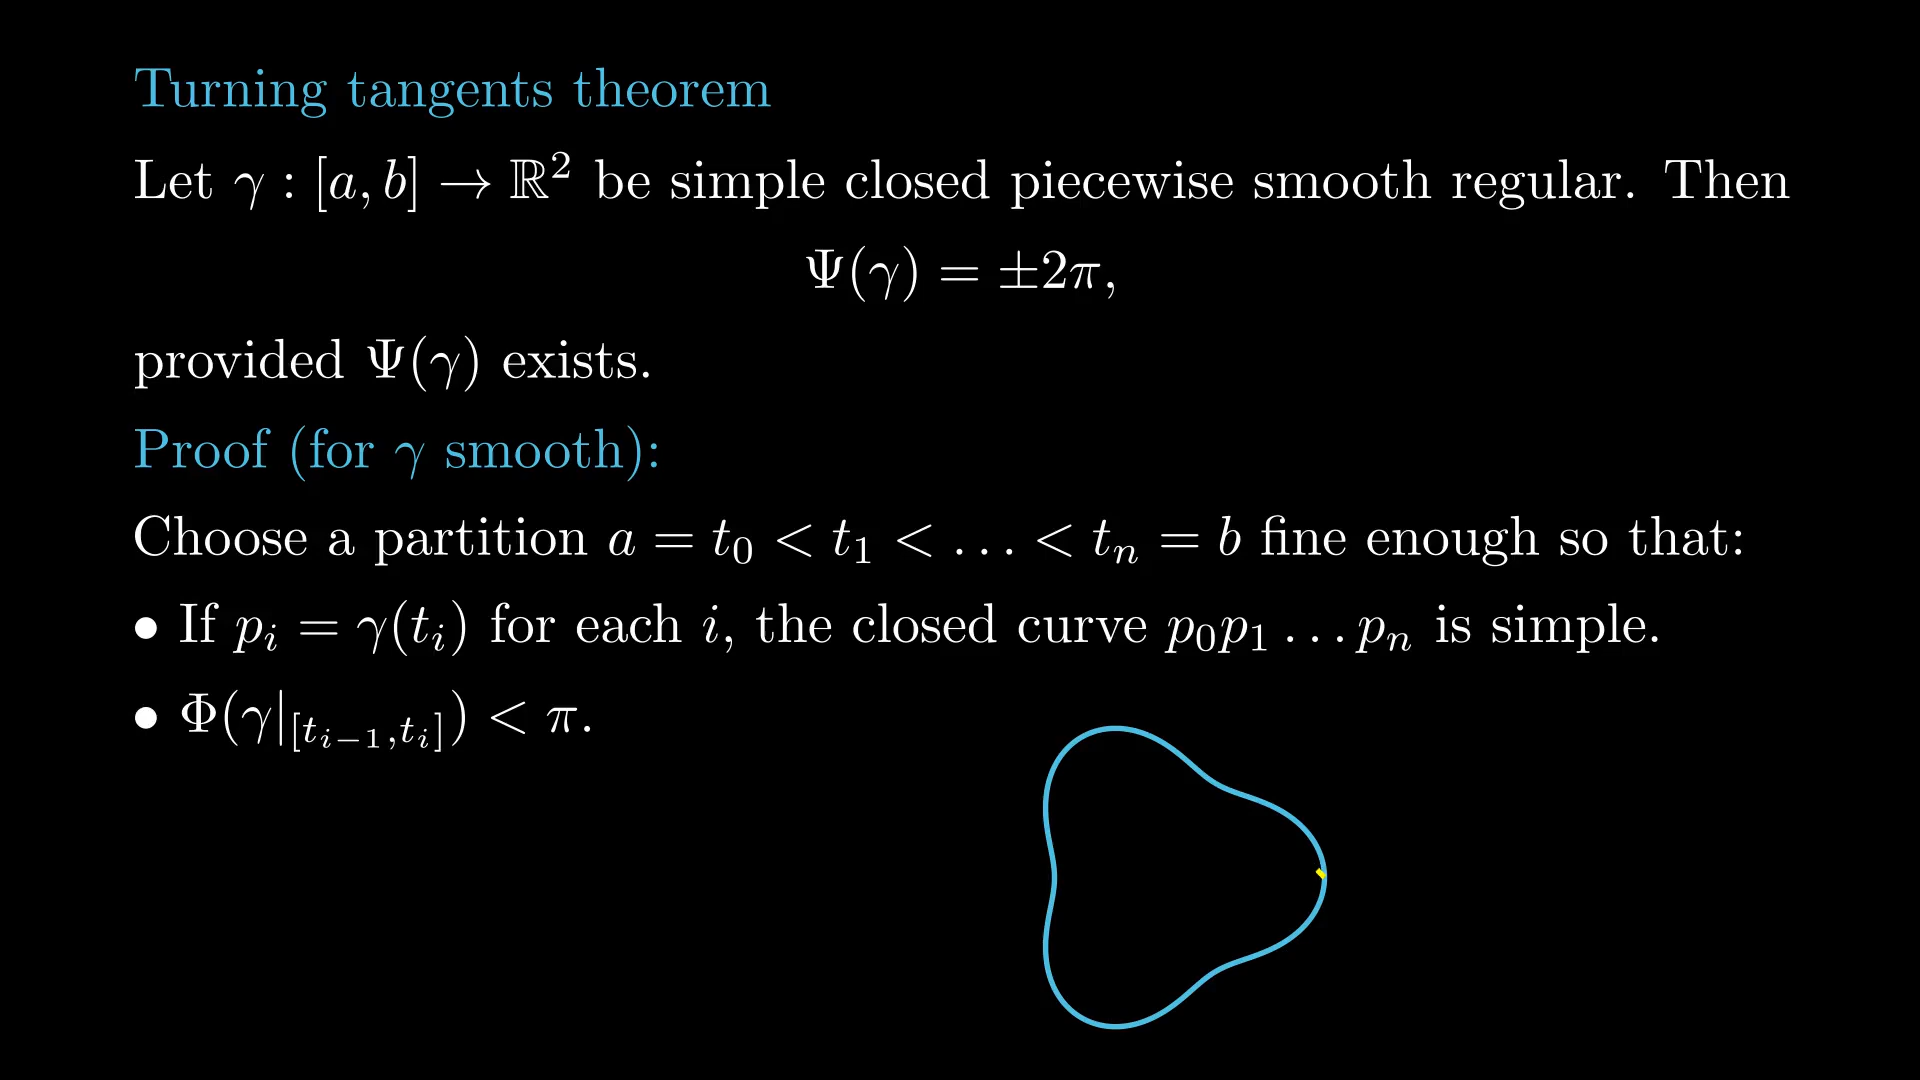 Turning tangents theorem
Let γ : [a, b] → ℝ² be simple closed piecewise smooth regular. Then
Ψ(γ) = ±2π,
provided Ψ(γ) exists.
Proof (for γ smooth):
Choose a partition a = t₀ < t₁ < … < tₙ = b fine enough so that:
• If pᵢ = γ(tᵢ) for each i, the closed curve p₀p₁ … pₙ is simple.
• Φ(γ|_[tᵢ₋₁,tᵢ]) < π.